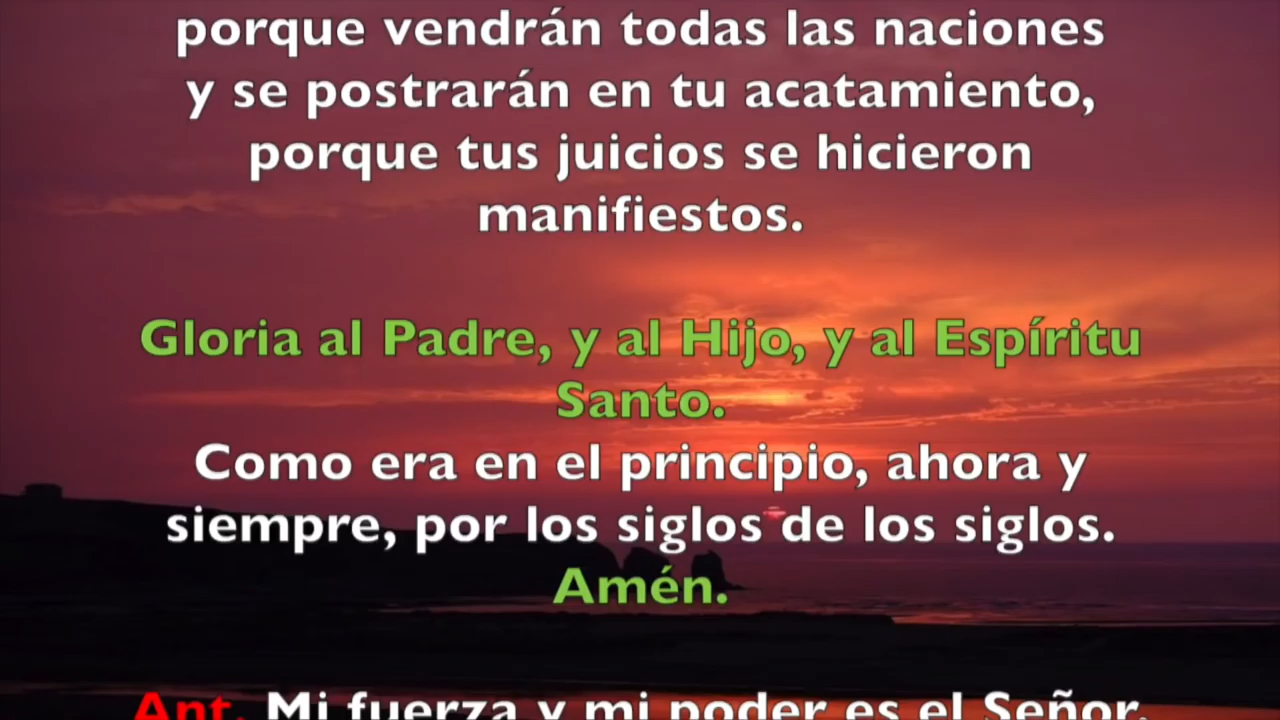 porque vendrán todas las naciones
y se postrarán en tu acatamiento,
porque tus juicios se hicieron
manifiestos.
Gloria al Padre, y al Hijo, y al Espíritu
Santo.
Como era en el principio, ahora y
siempre, por los siglos de los siglos.
Amén.
Ant. Mi fuerza y mi poder es el Señor.